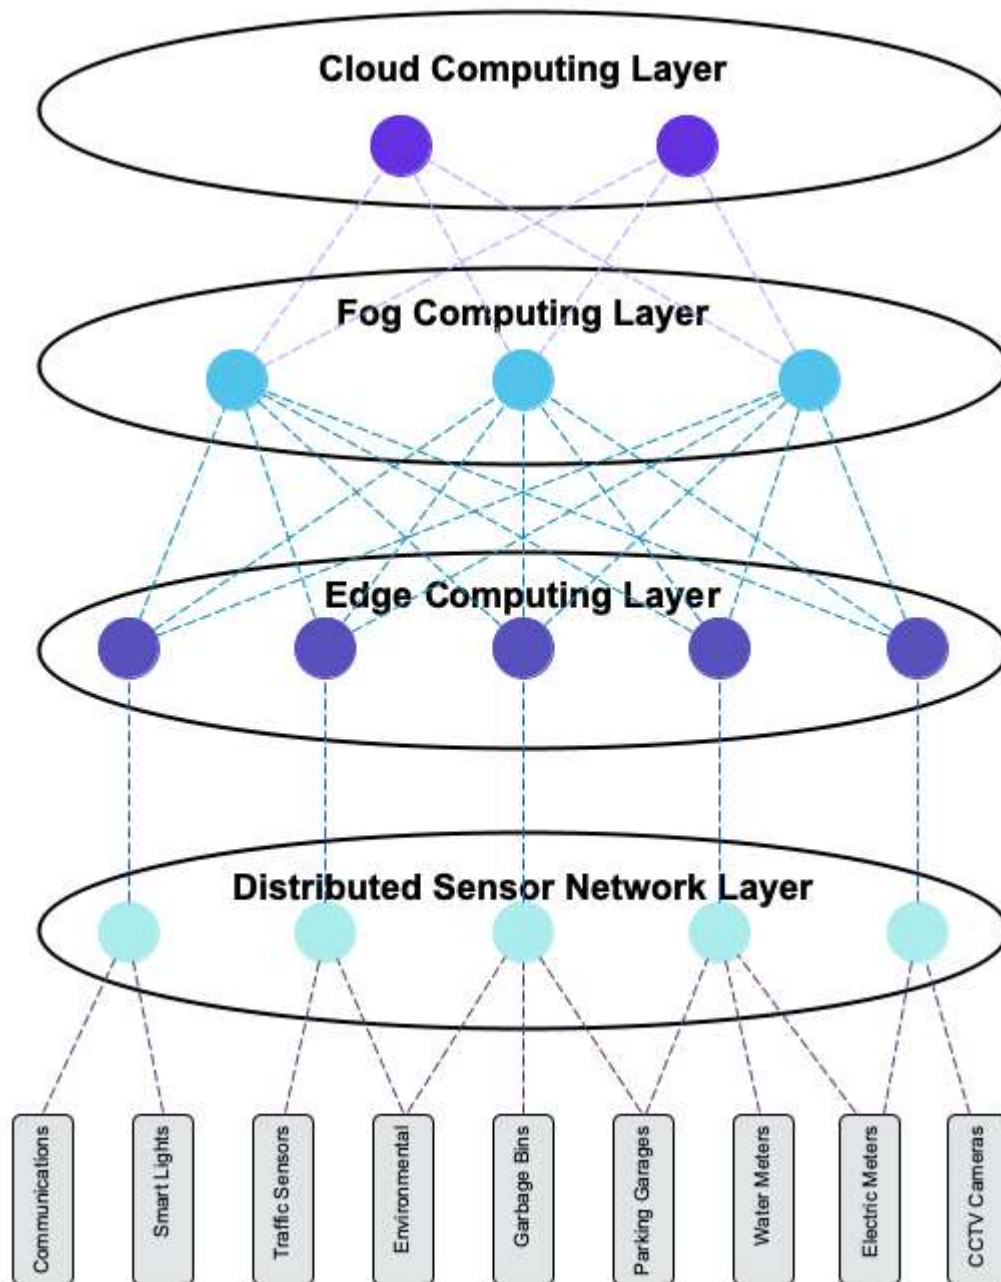 Cloud Computing Layer
Fog Computing Layer
Edge Computing Layer
Distributed Sensor Network Layer
Communications
Smart Lights
Traffic Sensors
Environmental
Garbage Bins
Parking Garages
Water Meters
Electric Meters
CCTV Cameras